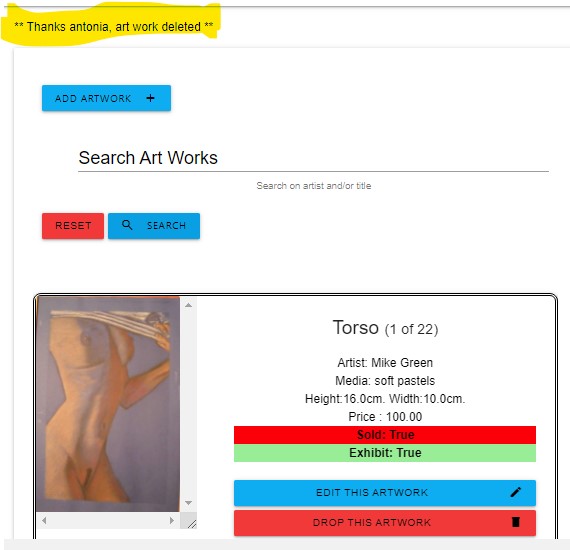 ** Thanks antonia, art work deleted **
ADD ARTWORK +
Search Art Works
Search on artist and/or title
RESET SEARCH
Torso (1 of 22)
Artist: Mike Green
Media: soft pastels
Height:16.0cm. Width:10.0cm.
Price : 100.00
Sold: True
Exhibit: True
EDIT THIS ARTWORK
DROP THIS ARTWORK